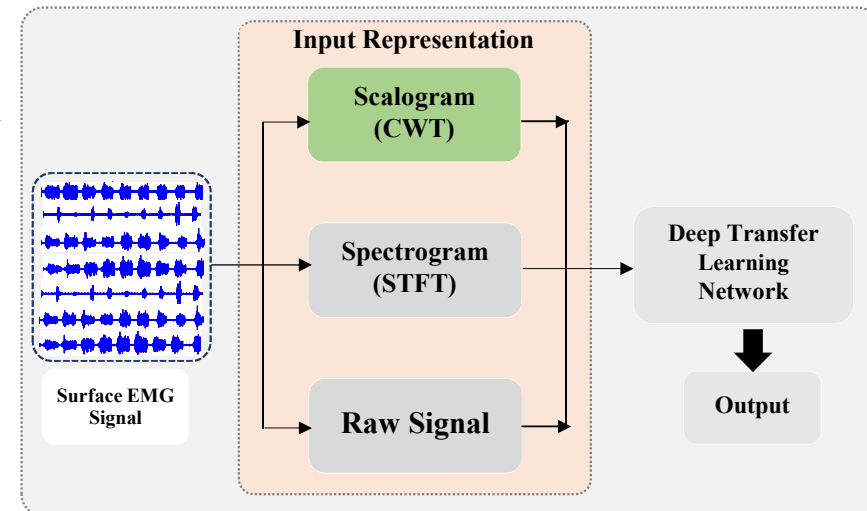 Input Representation
Scalogram
(CWT)
Spectrogram
(STFT)
Raw Signal
Surface EMG
Signal
Deep Transfer
Learning
Network
Output